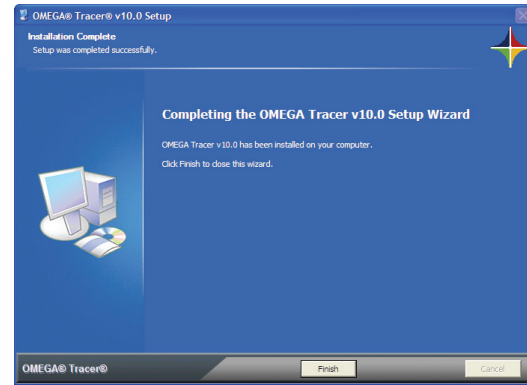 OMEGA® Tracer® v10.0 Setup
Installation Complete
Setup was completed successfully.
Completing the OMEGA Tracer v10.0 Setup Wizard
OMEGA Tracer v10.0 has been installed on your computer.
Click Finish to close this wizard.
OMEGA® Tracer®
Finish
Cancel